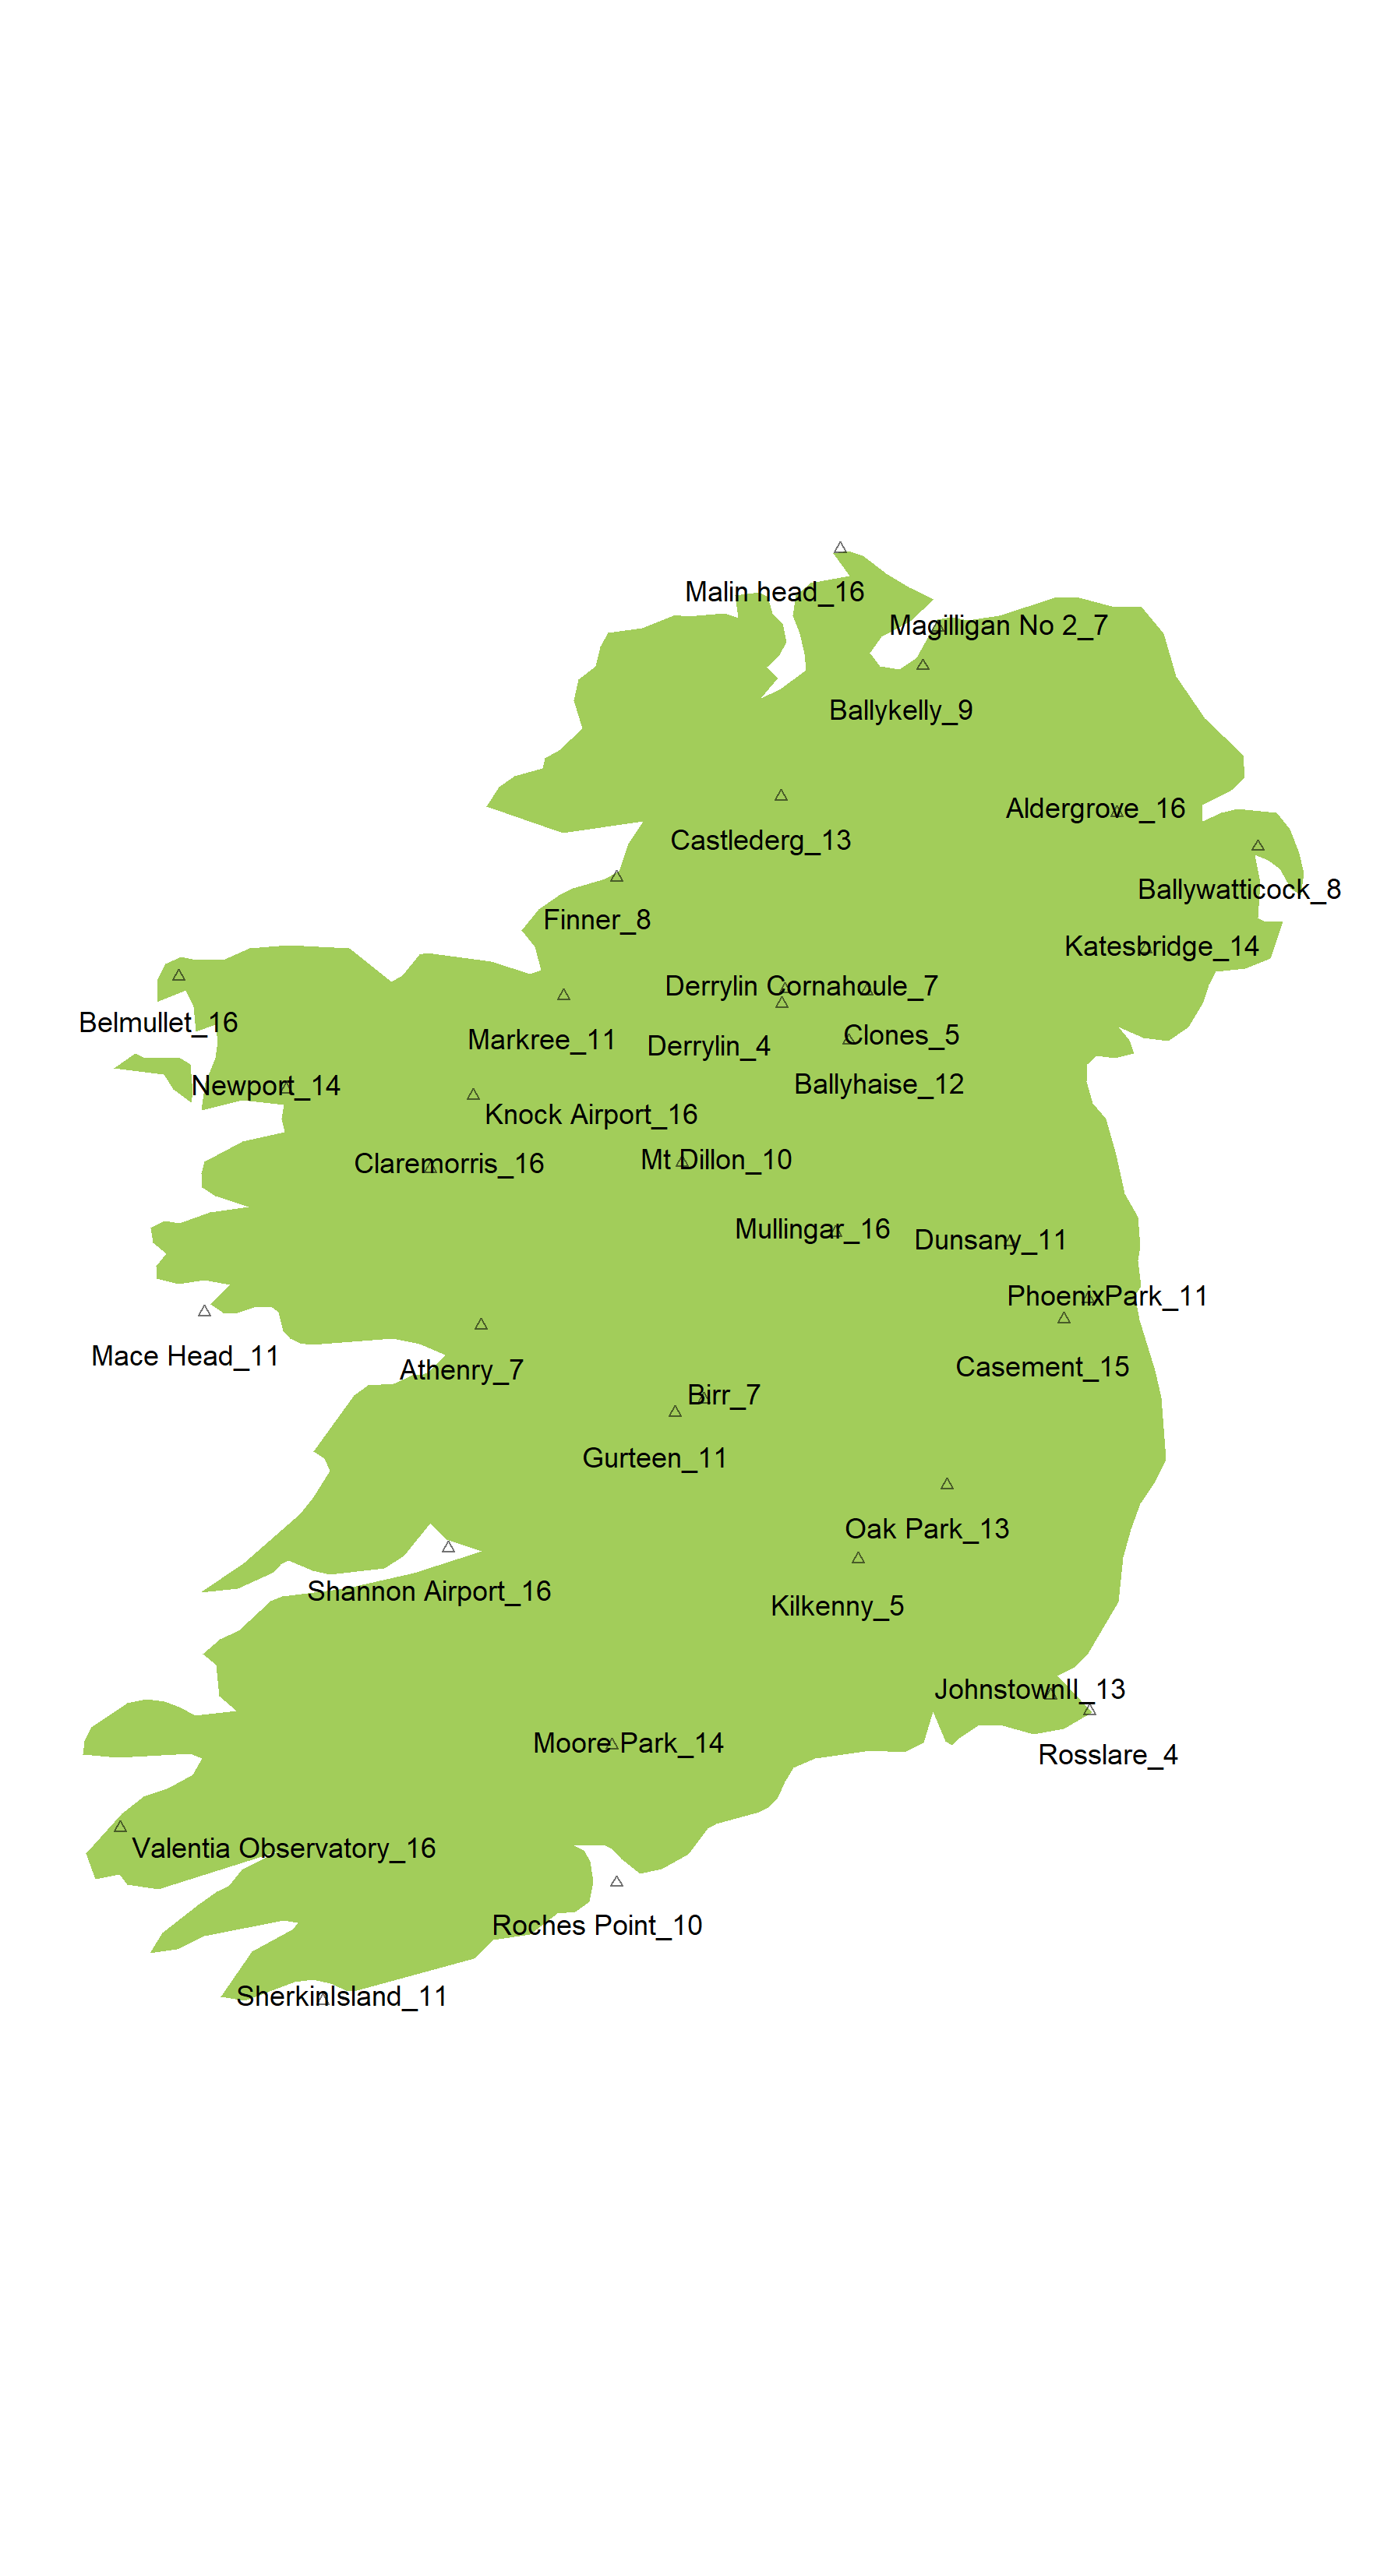 Malin head_16
Magilligan No 2_7
Ballykelly_9
Aldergrove_16
Castlederg_13
Ballywatticock_8
Finner_8
Katesbridge_14
Derrylin Cornahoule_7
Belmullet_16
Clones_5
Markree_11
Derrylin_4
Ballyhaise_12
Newport_14
Knock Airport_16
Mt Dillon_10
Claremorris_16
Mullingar_16
Dunsany_11
PhoenixPark_11
Mace Head_11
Casement_15
Athenry_7
Birr_7
Gurteen_11
Oak Park_13
Shannon Airport_16
Kilkenny_5
JohnstownII_13
Moore Park_14
Rosslare_4
Valentia Observatory_16
Roches Point_10
SherkinIsland_11